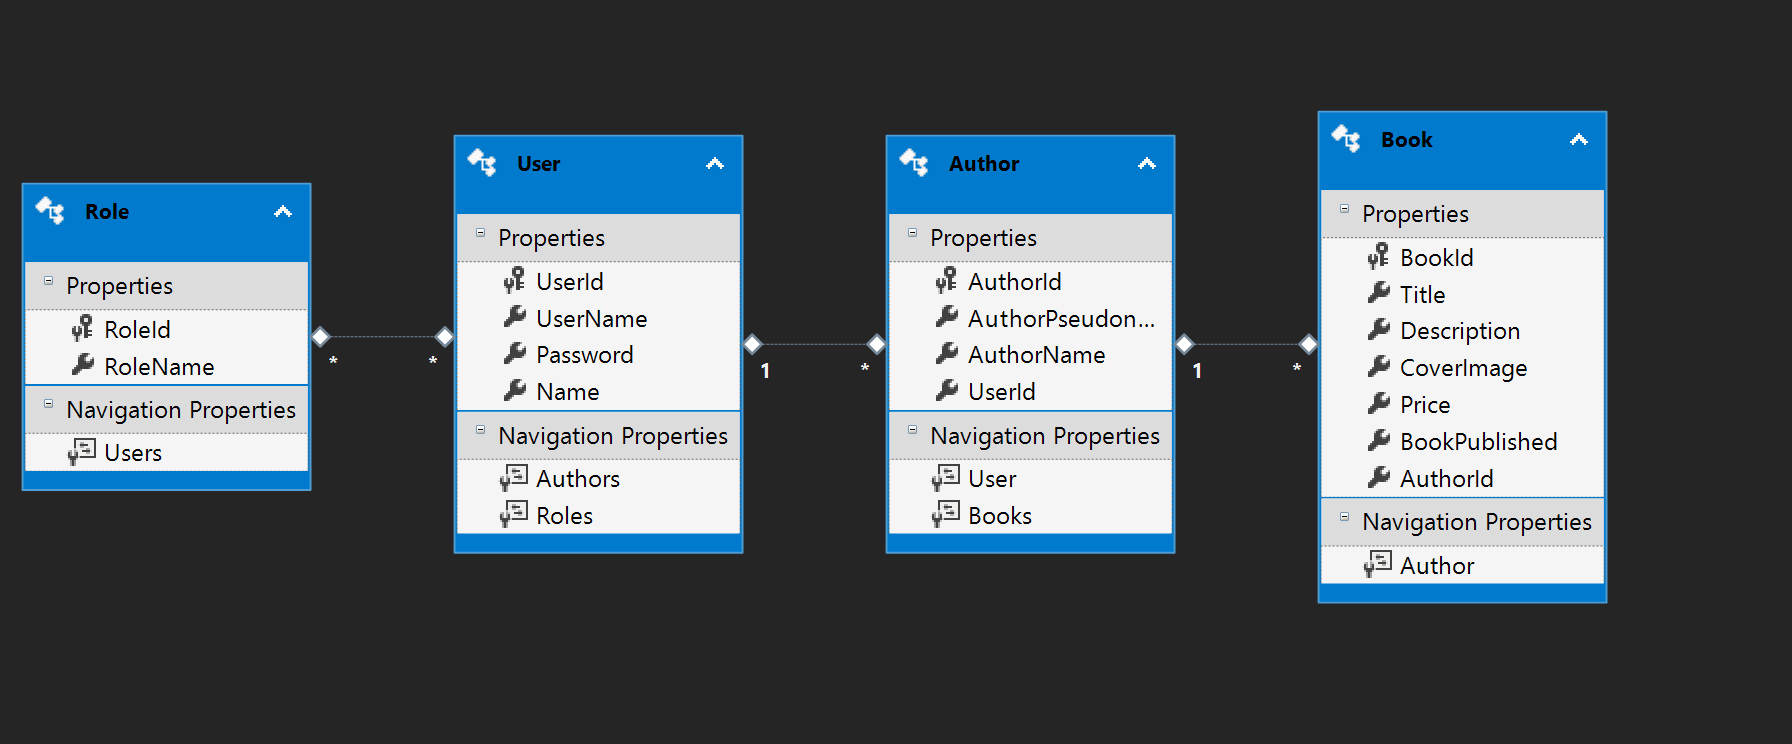 Role
Properties
RoleId
RoleName
Navigation Properties
Users
*
*
User
Properties
UserId
UserName
Password
Name
Navigation Properties
Authors
Roles
1
*
Author
Properties
AuthorId
AuthorPseudon...
AuthorName
UserId
Navigation Properties
User
Books
1
*
Book
Properties
BookId
Title
Description
CoverImage
Price
BookPublished
AuthorId
Navigation Properties
Author